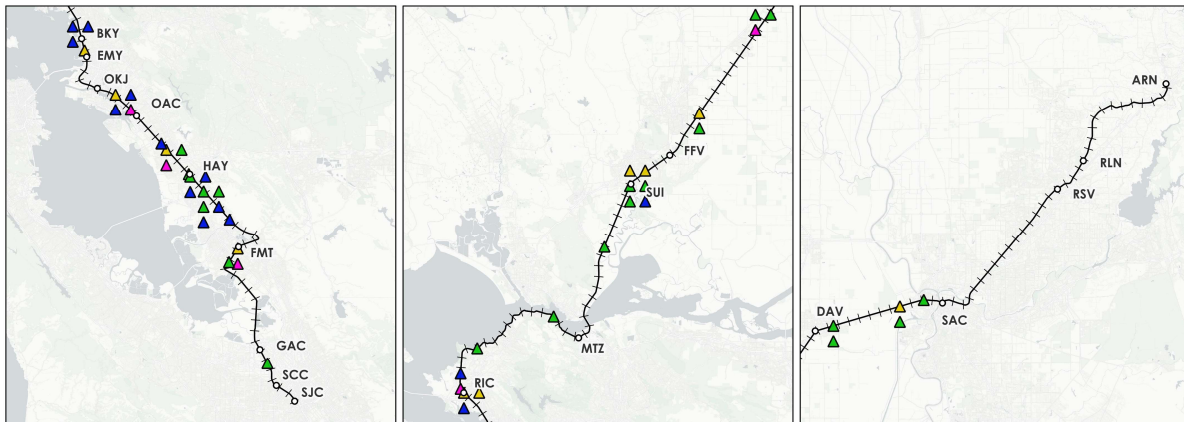 BKY
EMY
OKJ
OAC
HAY
FMT
GAC
SCC
SJC
FFV
SUI
MTZ
RIC
ARN
RLN
RSV
DAV
SAC